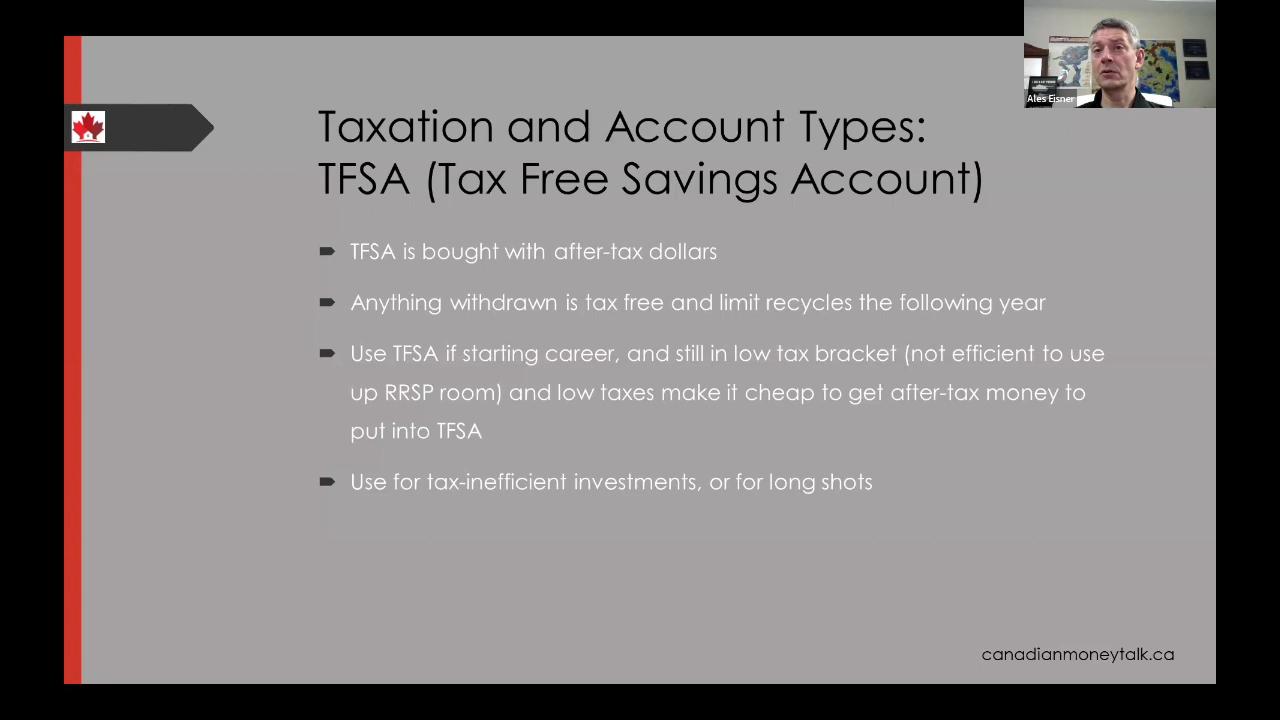 Ales Eisner
Taxation and Account Types:
TFSA (Tax Free Savings Account)
TFSA is bought with after-tax dollars
Anything withdrawn is tax free and limit recycles the following year
Use TFSA if starting career, and still in low tax bracket (not efficient to use
up RRSP room) and low taxes make it cheap to get after-tax money to
put into TFSA
Use for tax-inefficient investments, or for long shots
canadianmoneytalk.ca